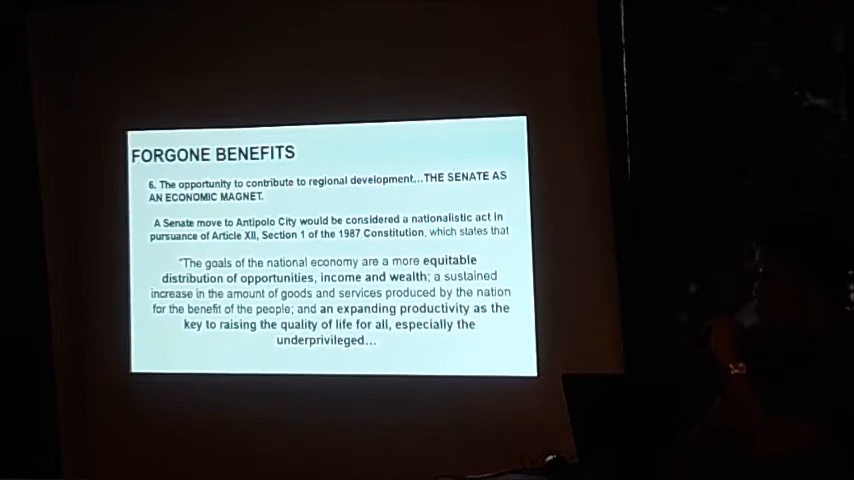 FORGONE BENEFITS
6. The opportunity to contribute to regional development...THE SENATE AS
AN ECONOMIC MAGNET.
A Senate move to Antipolo City would be considered a nationalistic act in
pursuance of Article XII, Section 1 of the 1987 Constitution, which states that
"The goals of the national economy are a more equitable
distribution of opportunities, income and wealth; a sustained
increase in the amount of goods and services produced by the nation
for the benefit of the people; and an expanding productivity as the
key to raising the quality of life for all, especially the
underprivileged...